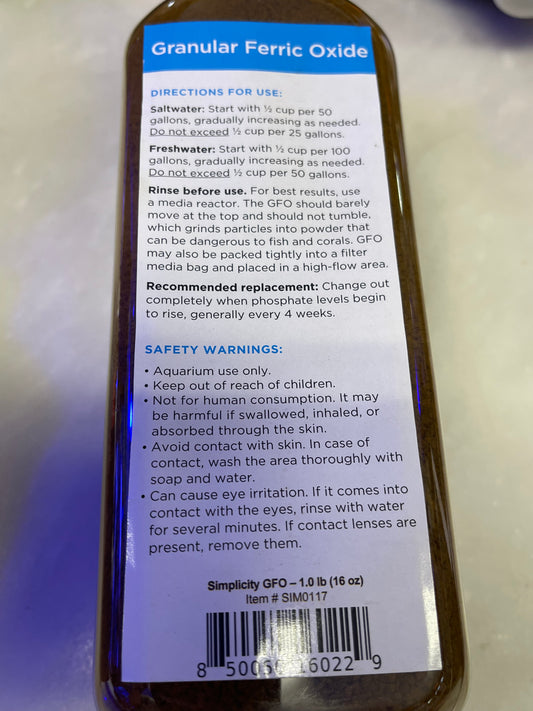 Granular Ferric Oxide
DIRECTIONS FOR USE:
Saltwater: Start with ½ cup per 50
gallons, gradually increasing as needed.
Do not exceed ½ cup per 25 gallons.
Freshwater: Start with ½ cup per 100
gallons, gradually increasing as needed.
Do not exceed ½ cup per 50 gallons.
Rinse before use. For best results, use
a media reactor. The GFO should barely
move at the top and should not tumble,
which grinds particles into powder that
can be dangerous to fish and corals. GFO
may also be packed tightly into a filter
media bag and placed in a high-flow area.
Recommended replacement: Change out
completely when phosphate levels begin
to rise, generally every 4 weeks.
SAFETY WARNINGS:
• Aquarium use only.
• Keep out of reach of children.
• Not for human consumption. It may
be harmful if swallowed, inhaled, or
absorbed through the skin.
• Avoid contact with skin. In case of
contact, wash the area thoroughly with
soap and water.
• Can cause eye irritation. If it comes into
contact with the eyes, rinse with water
for several minutes. If contact lenses are
present, remove them.
Simplicity GFO – 1.0 lb (16 oz)
Item # SIM0117
8 9